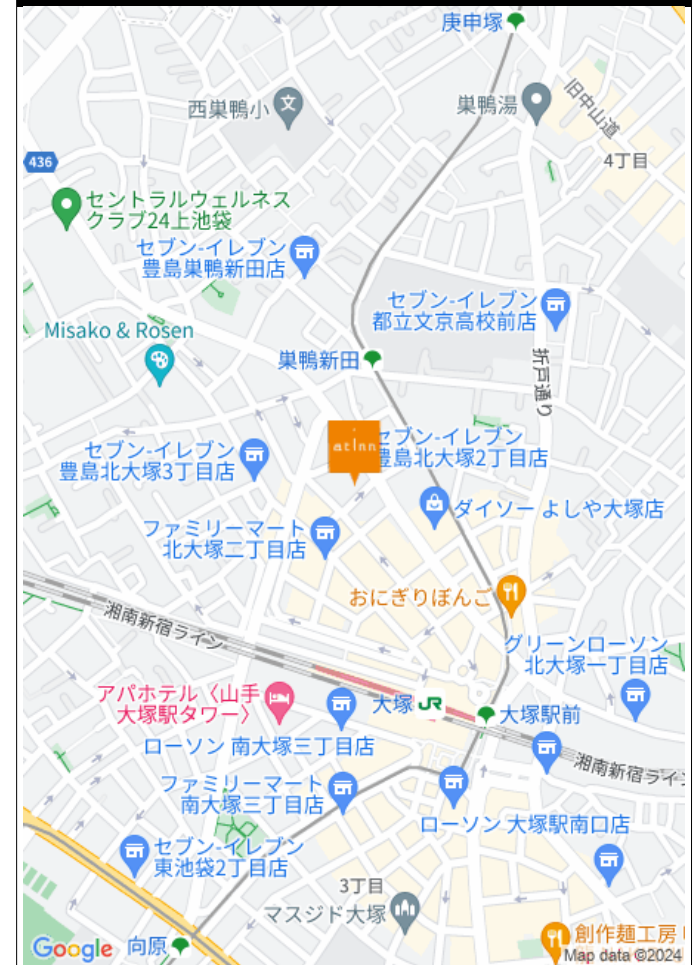 庚申塚
西巣鴨小
文
巣鴨湯
旧中山道
4丁目
436
セントラルウェルネス
クラブ24上池袋
セブン-イレブン
豊島巣鴨新田店
セブン-イレブン
都立文京高校前店
Misako & Rosen
巣鴨新田
折戸通り
atinn
セブン-イレブン
豊島北大塚2丁目店
セブン-イレブン
豊島北大塚3丁目店
ダイソー よしや大塚店
ファミリーマート
北大塚二丁目店
おにぎりぼんご
湘南新宿ライン
グリーンローソン
北大塚一丁目店
アパホテル〈山手
大塚駅タワー〉
大塚
JR
大塚駅前
ローソン 南大塚三丁目店
湘南新宿ライン
ファミリーマート
南大塚三丁目店
ローソン 大塚駅南口店
セブン-イレブン
東池袋2丁目店
3丁目
マスジド大塚
創作麺工房
Google
向原
Map data ©2024